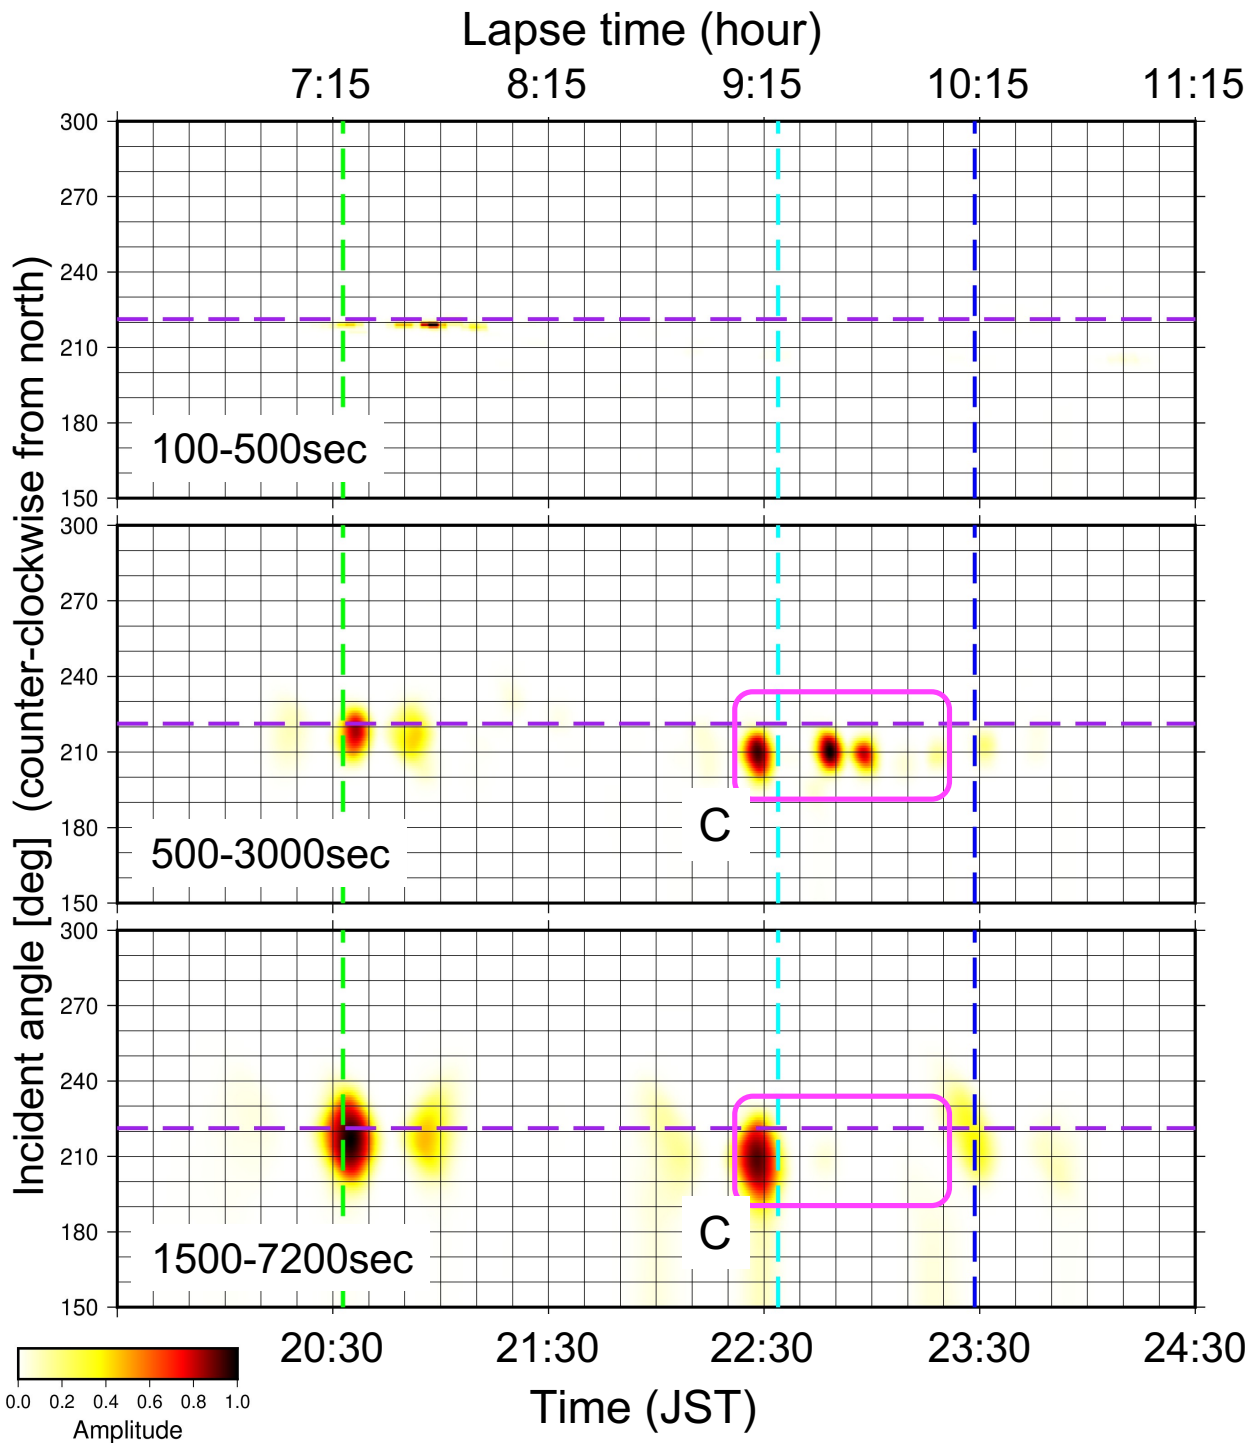 Lapse time (hour)
7:15 8:15 9:15 10:15 11:15
Incident angle [deg] (counter-clockwise from north)
300
270
240
210
180
150
100-500sec
300
270
240
210
180
150
500-3000sec
C
300
270
240
210
180
150
1500-7200sec
C
20:30 21:30 22:30 23:30 24:30
Time (JST)
0.0 0.2 0.4 0.6 0.8 1.0
Amplitude